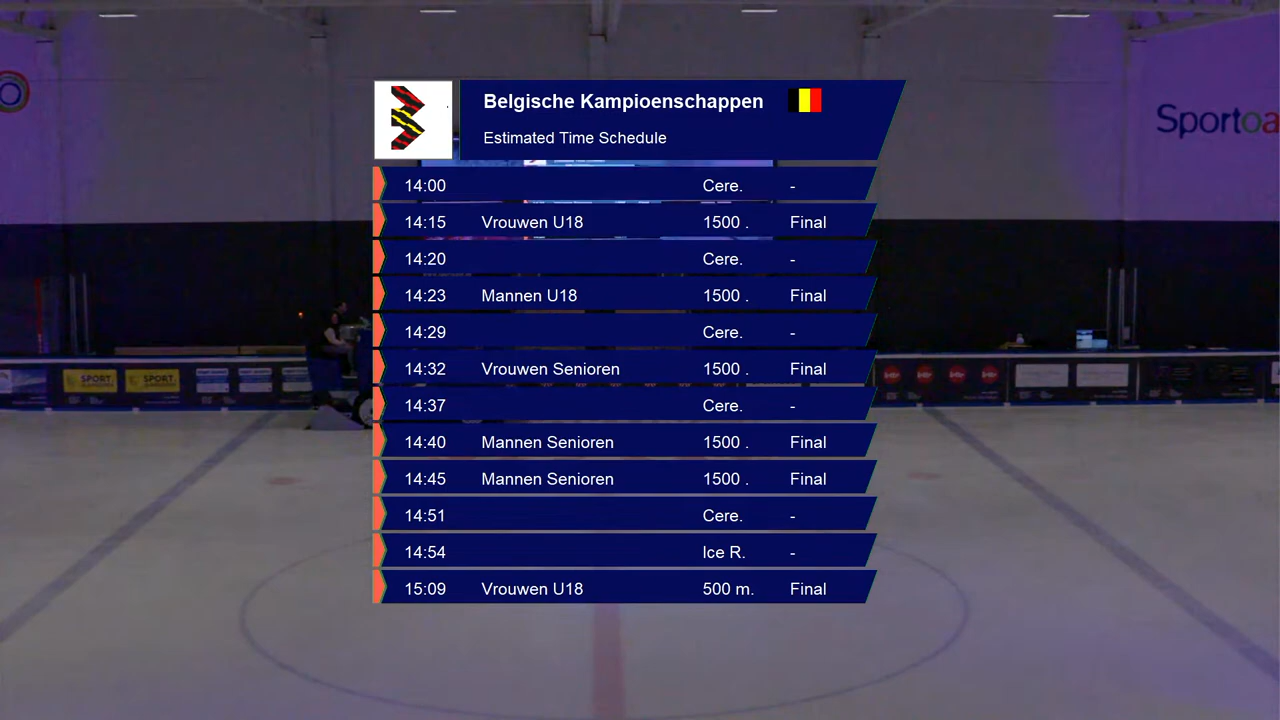 Belgische Kampioenschappen
Estimated Time Schedule
14:00 Cere. -
14:15 Vrouwen U18 1500 . Final
14:20 Cere. -
14:23 Mannen U18 1500 . Final
14:29 Cere. -
14:32 Vrouwen Senioren 1500 . Final
14:37 Cere. -
14:40 Mannen Senioren 1500 . Final
14:45 Mannen Senioren 1500 . Final
14:51 Cere. -
14:54 Ice R. -
15:09 Vrouwen U18 500 m. Final
Sportoa
SPORT.
SPORT.